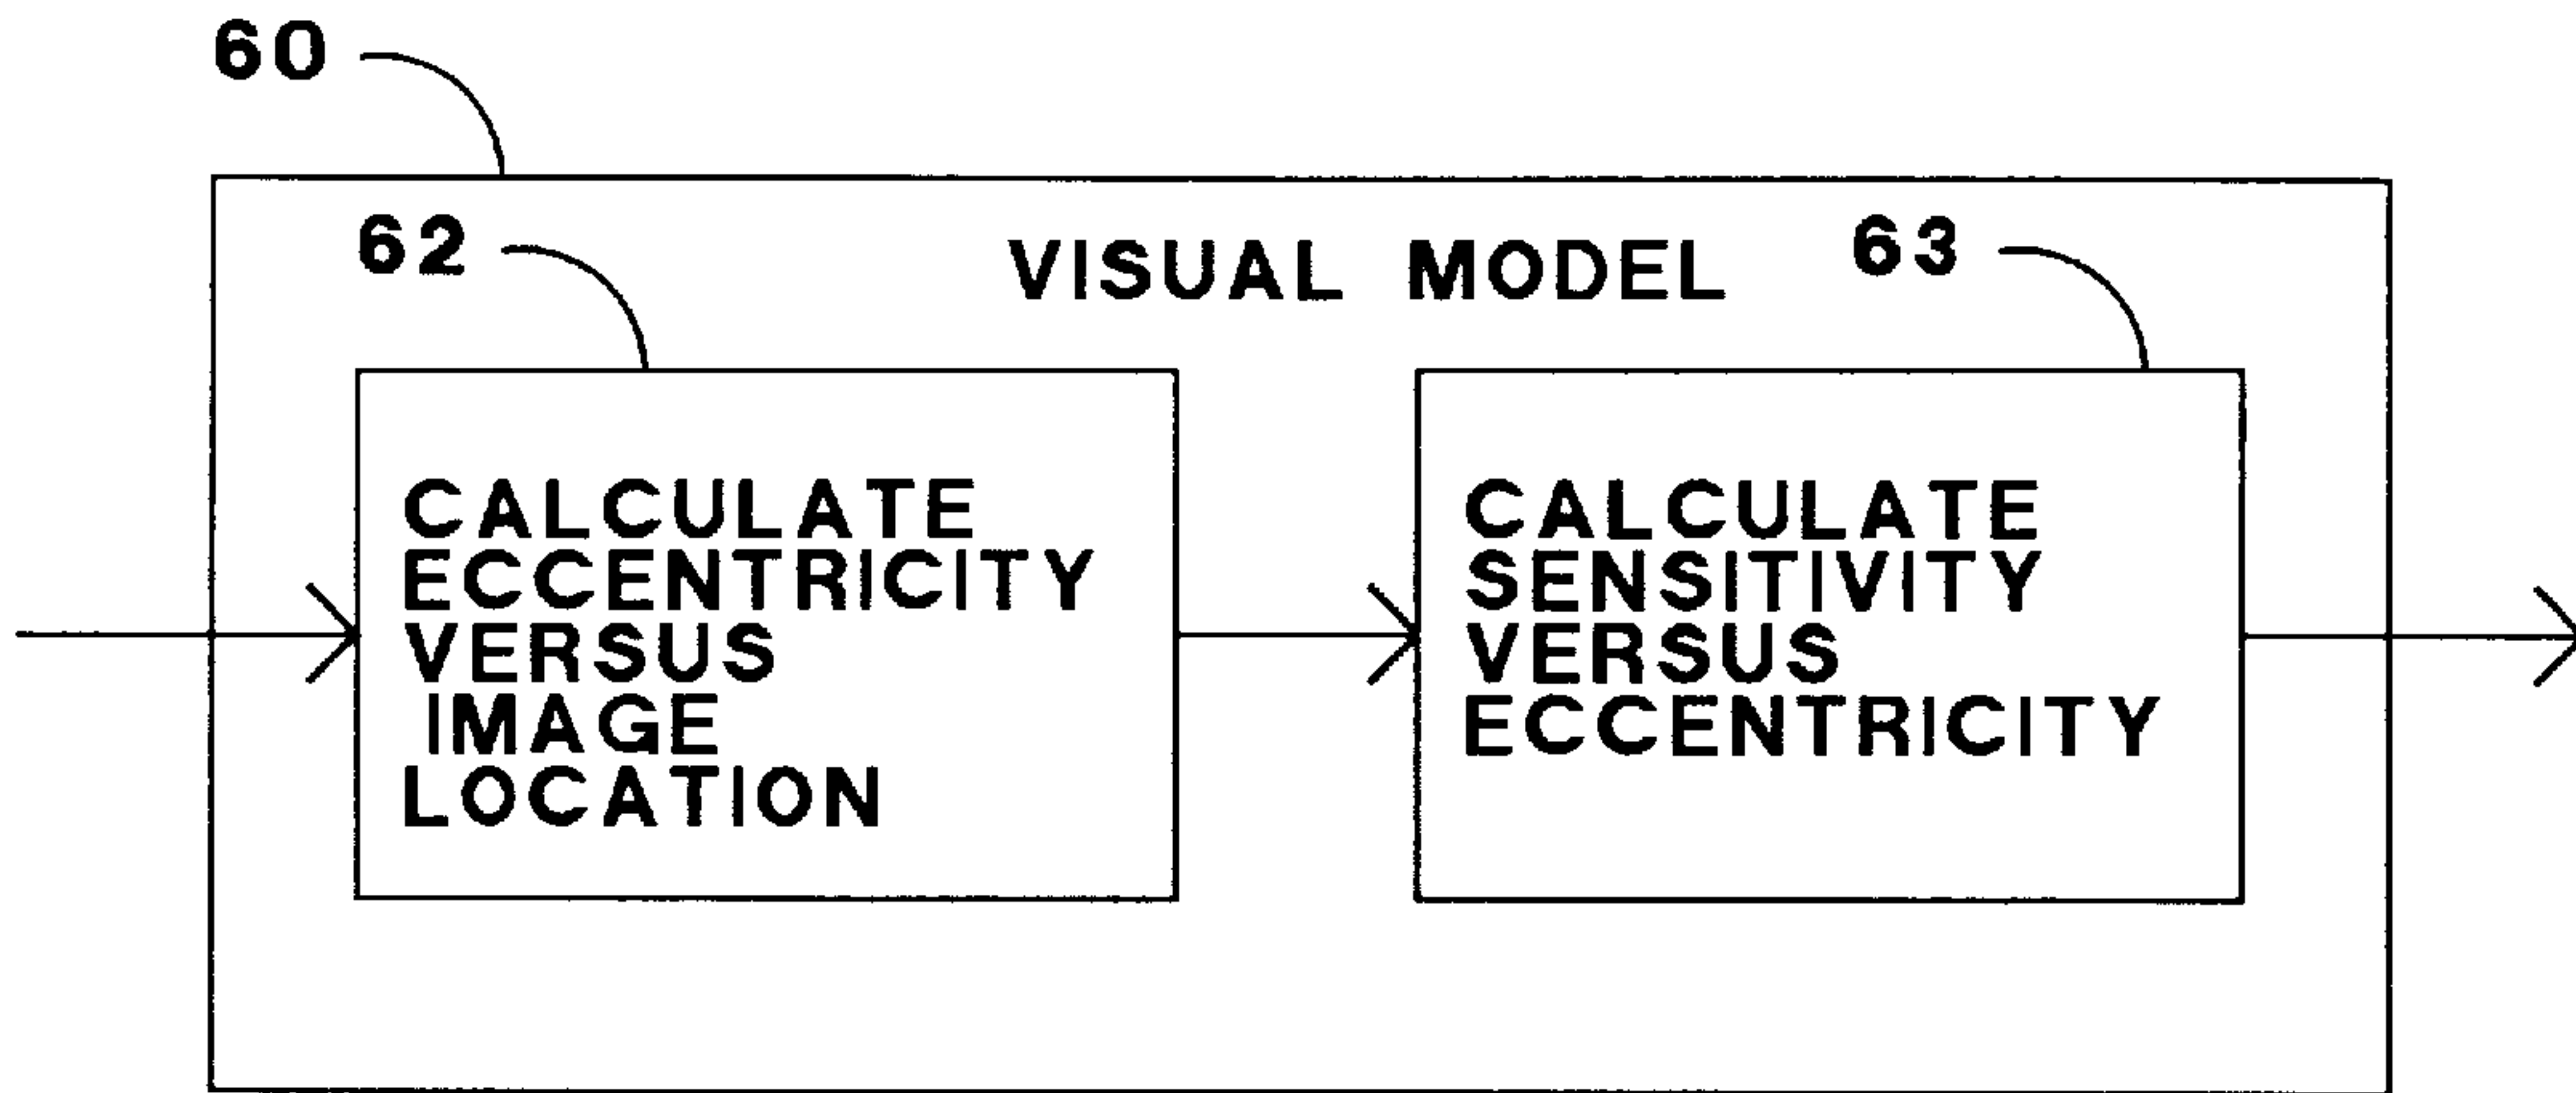 60
62
VISUAL MODEL
63
CALCULATE
ECCENTRICITY
VERSUS
IMAGE
LOCATION
CALCULATE
SENSITIVITY
VERSUS
ECCENTRICITY